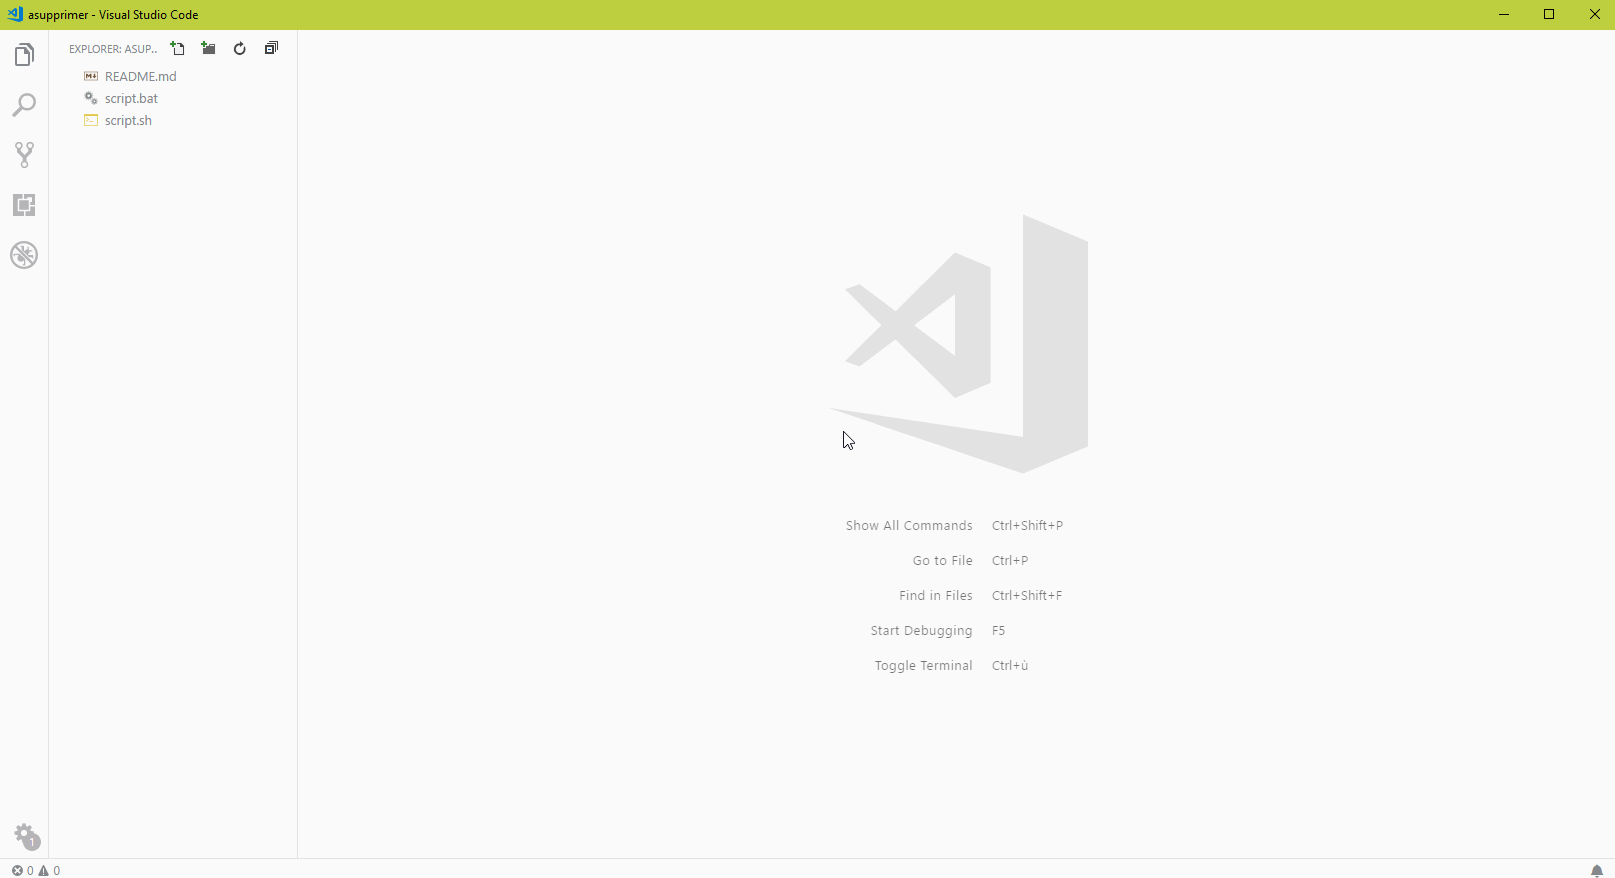 asupprimer - Visual Studio Code
EXPLORER: ASUP..
README.md
script.bat
script.sh
Show All Commands Ctrl+Shift+P
Go to File Ctrl+P
Find in Files Ctrl+Shift+F
Start Debugging F5
Toggle Terminal Ctrl+ù
1
0 0